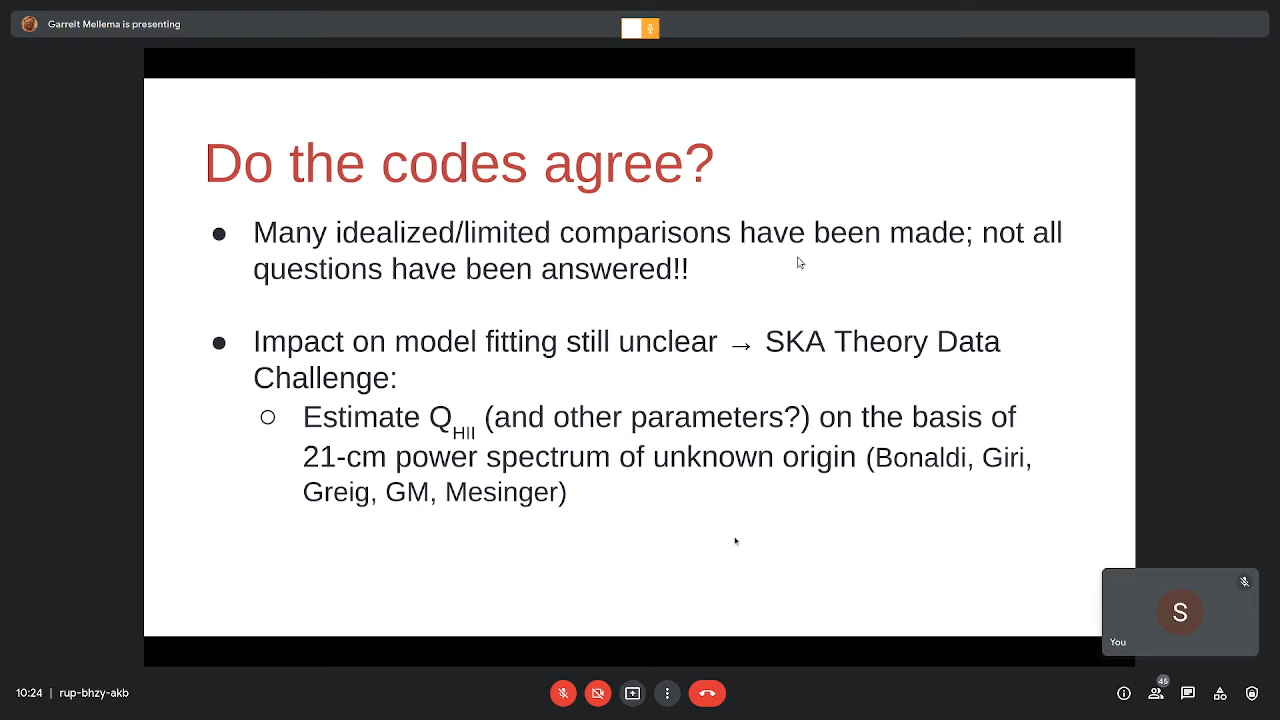 Garrelt Mellema is presenting
Do the codes agree?
● Many idealized/limited comparisons have been made; not all
questions have been answered!!
● Impact on model fitting still unclear → SKA Theory Data
Challenge:
○ Estimate QHII (and other parameters?) on the basis of
21-cm power spectrum of unknown origin (Bonaldi, Giri,
Greig, GM, Mesinger)
S
You
10:24 | rup-bhzy-akb
45